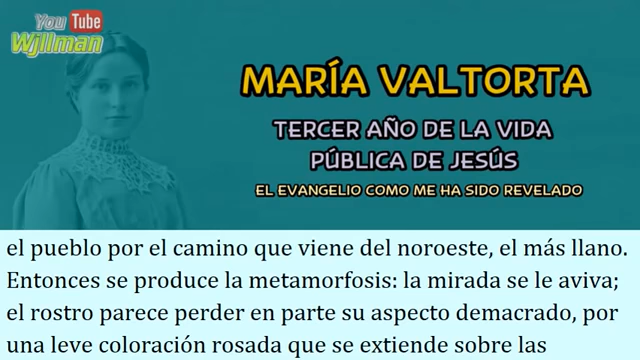 You Tube
Wjllman
MARÍA VALTORTA
TERCER AÑO DE LA VIDA
PÚBLICA DE JESÚS
EL EVANGELIO COMO ME HA SIDO REVELADO
el pueblo por el camino que viene del noroeste, el más llano.
Entonces se produce la metamorfosis: la mirada se le aviva;
el rostro parece perder en parte su aspecto demacrado, por
una leve coloración rosada que se extiende sobre las